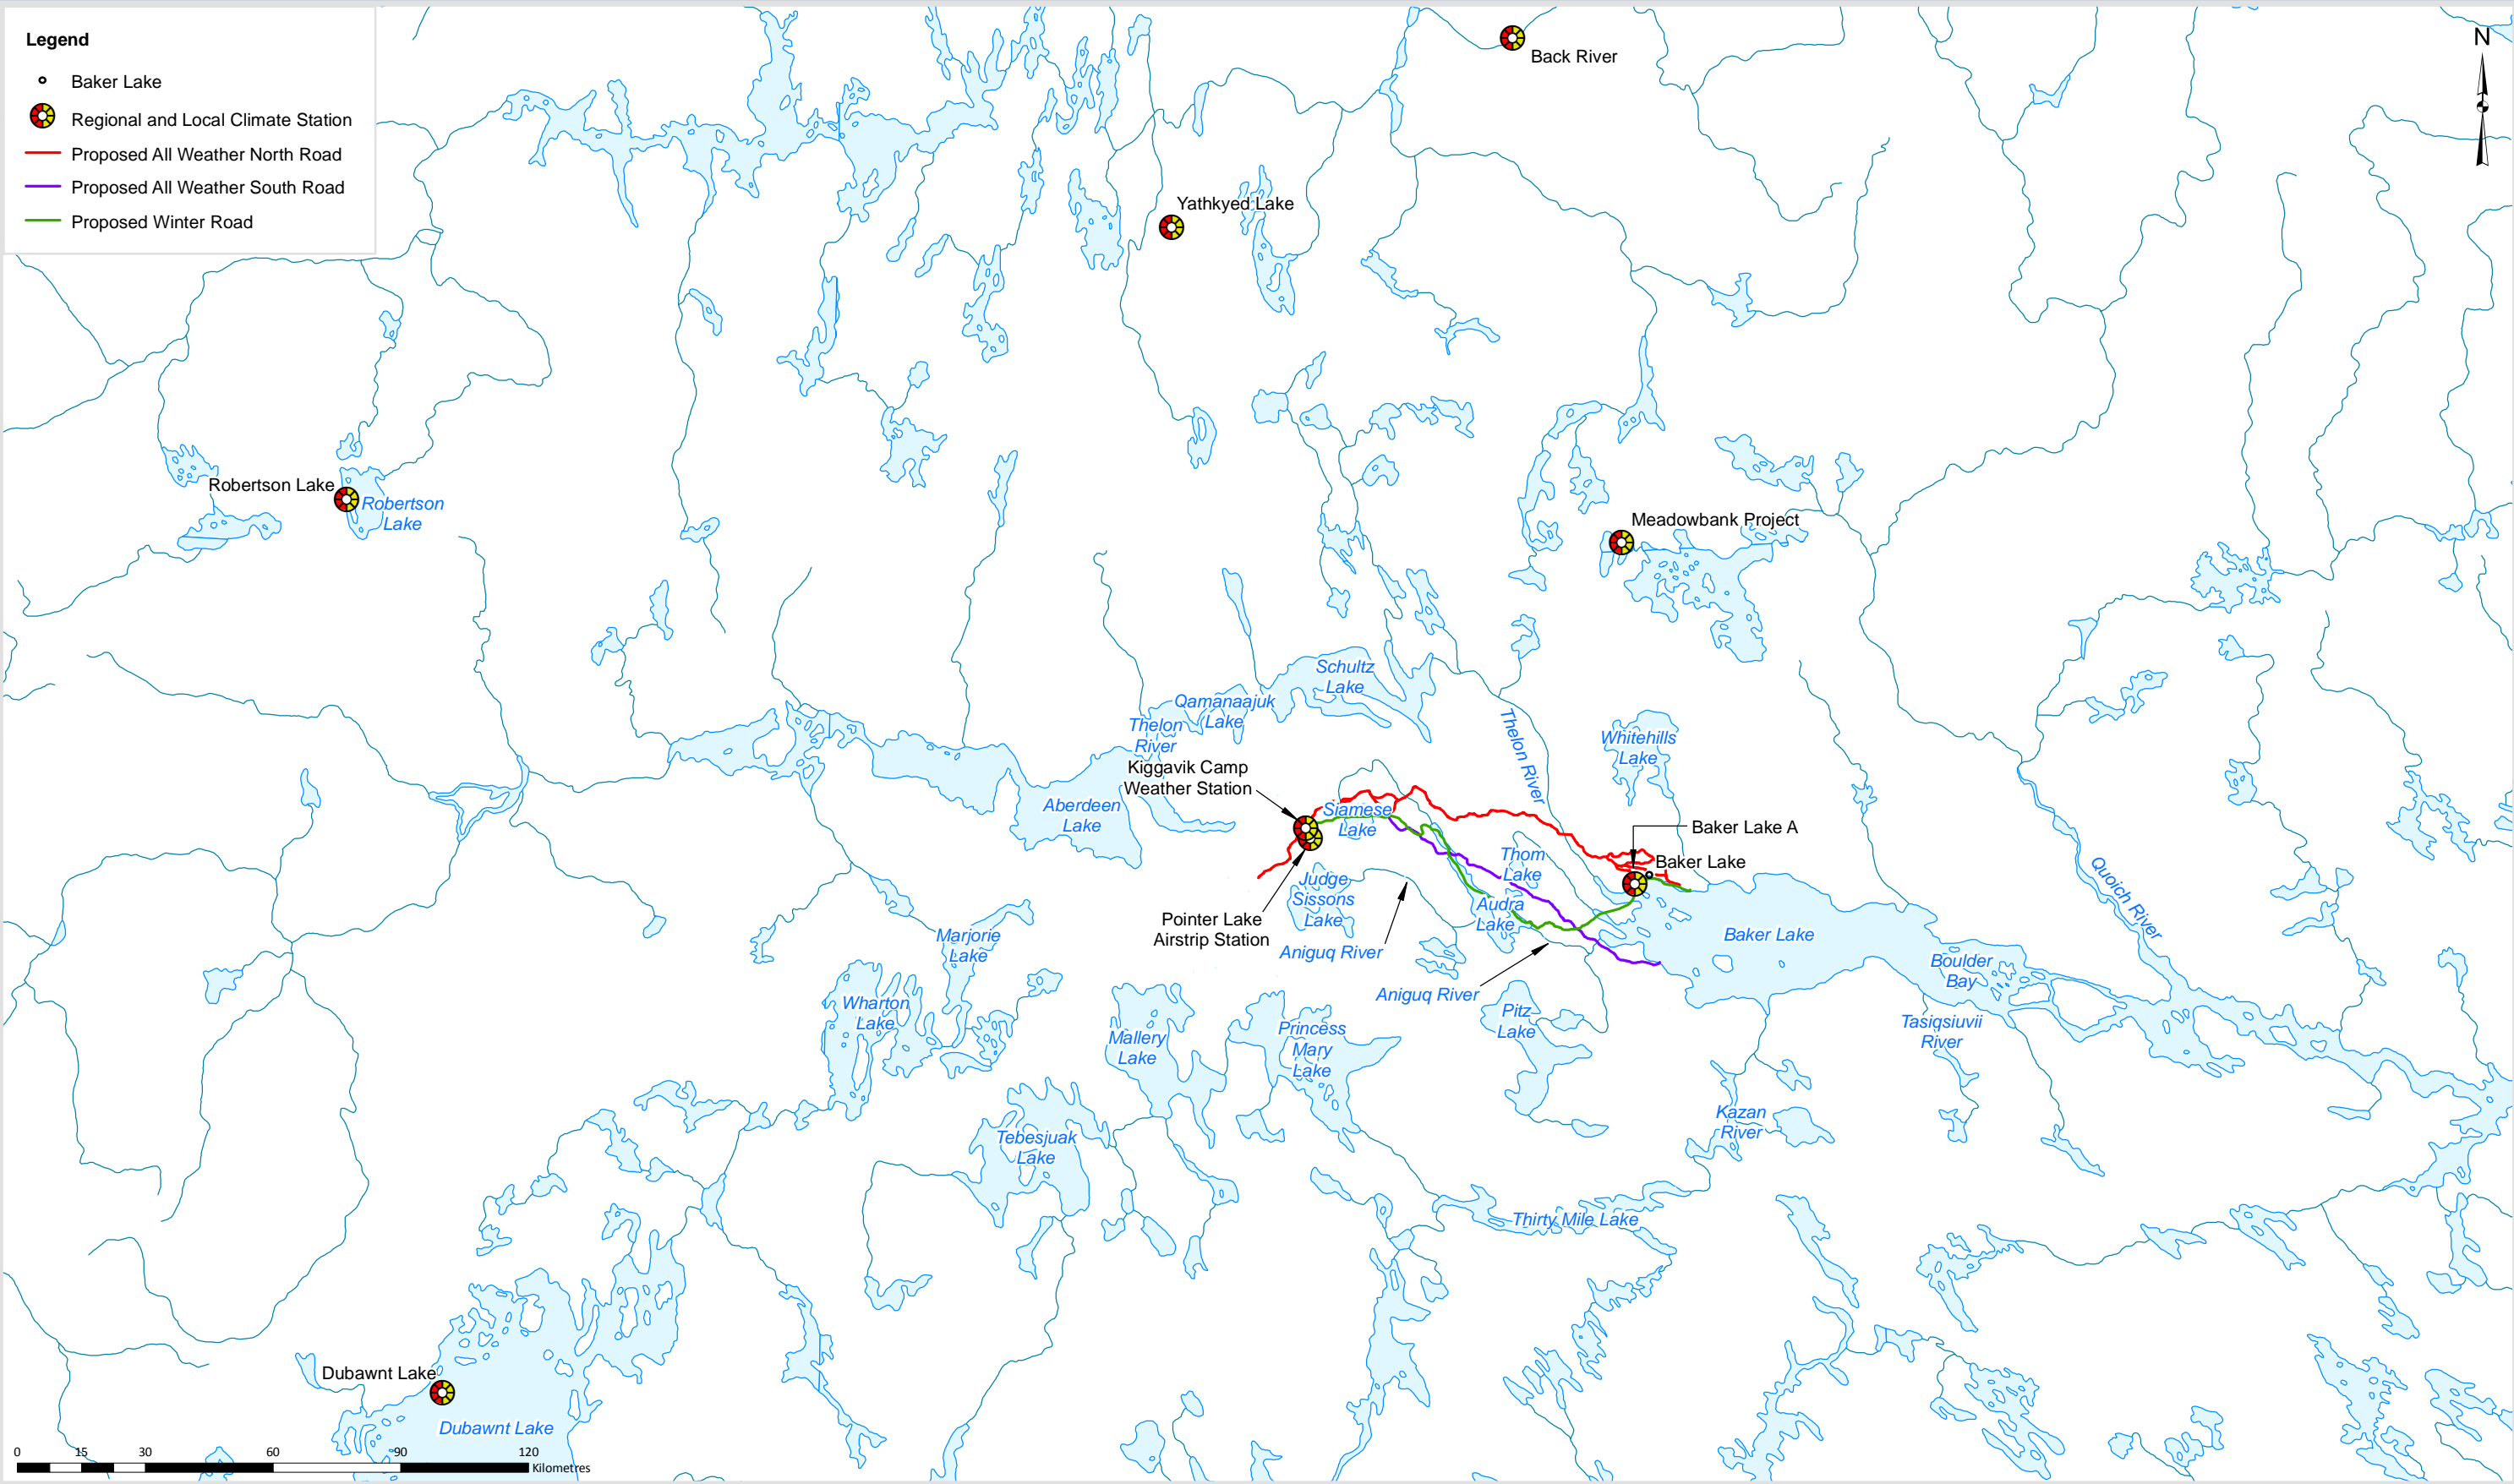 Legend
Baker Lake
Regional and Local Climate Station
Proposed All Weather North Road
Proposed All Weather South Road
Proposed Winter Road
N
Back River
Yathkyed Lake
Robertson Lake
Robertson
Lake
Meadowbank Project
Schultz
Lake
Qamanaajuk
Lake
Thelon
River
Thelon River
Whitehills
Lake
Kiggavik Camp
Weather Station
Aberdeen
Lake
Siamese
Lake
Baker Lake A
Baker Lake
Thom
Lake
Judge
Sissons
Lake
Audra
Lake
Quoich River
Pointer Lake
Airstrip Station
Aniguq River
Marjorie
Lake
Baker Lake
Boulder
Bay
Aniguq River
Wharton
Lake
Pitz
Lake
Tasiqsiuvii
River
Mallery
Lake
Princess
Mary
Lake
Kazan
River
Tebesjuak
Lake
Thirty Mile Lake
Dubawnt Lake
Dubawnt Lake
0 15 30 60 90 120
Kilometres